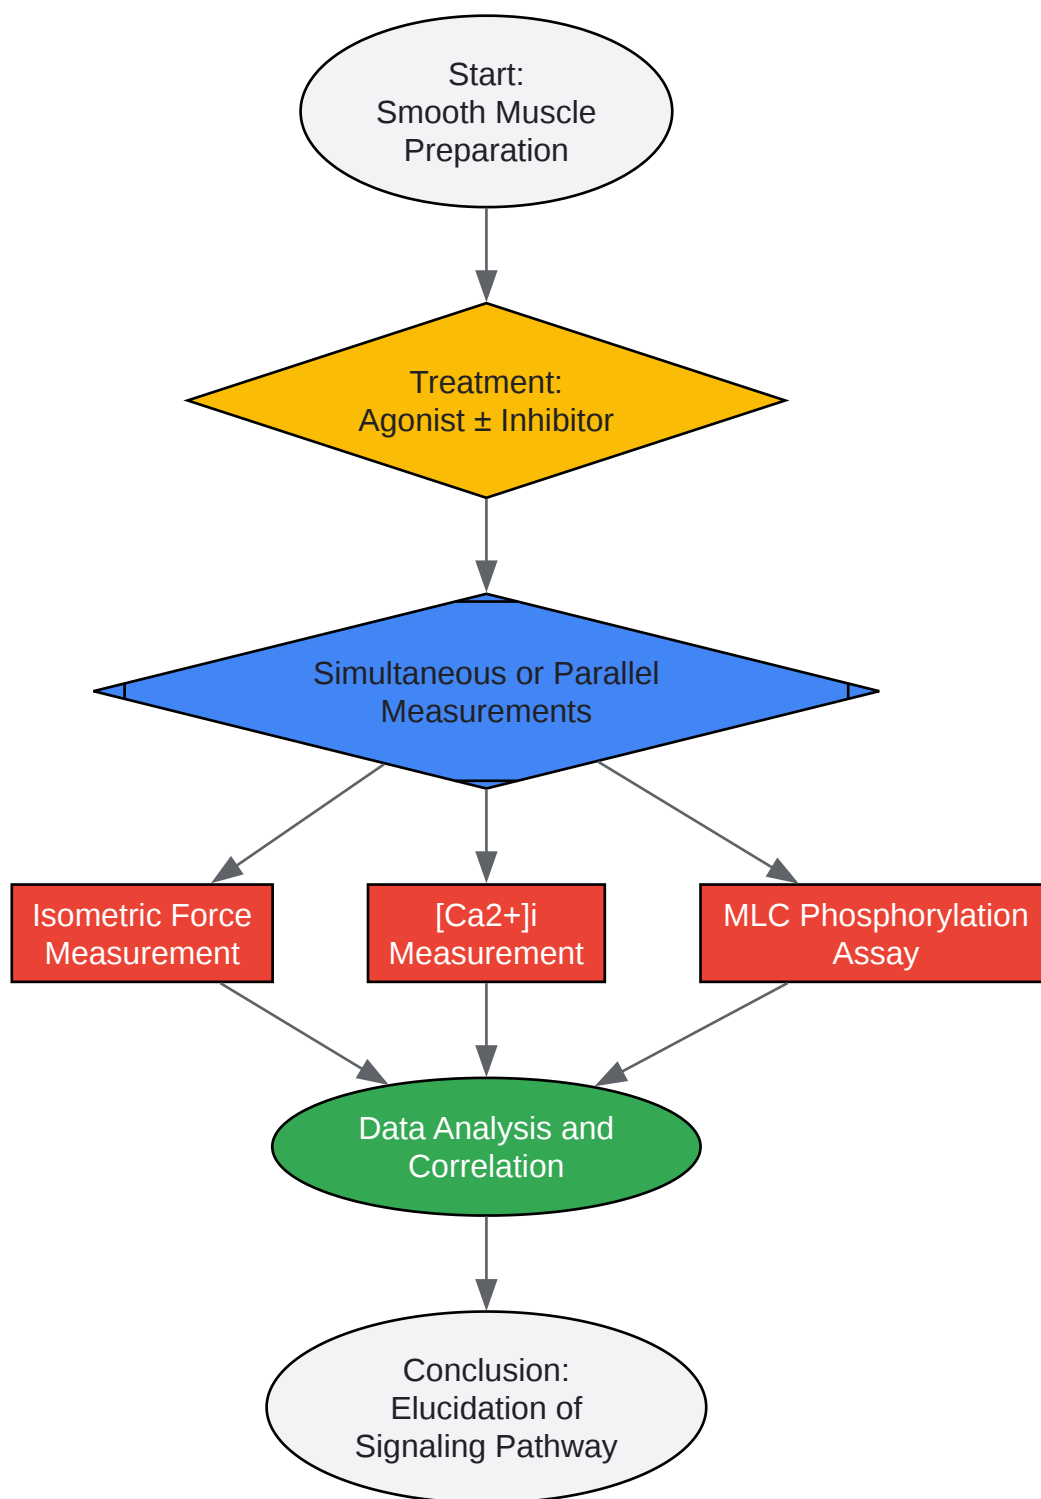 Start:
Smooth Muscle
Preparation
Treatment:
Agonist ± Inhibitor
Simultaneous or Parallel
Measurements
Isometric Force
Measurement
[Ca2+]i
Measurement
MLC Phosphorylation
Assay
Data Analysis and
Correlation
Conclusion:
Elucidation of
Signaling Pathway